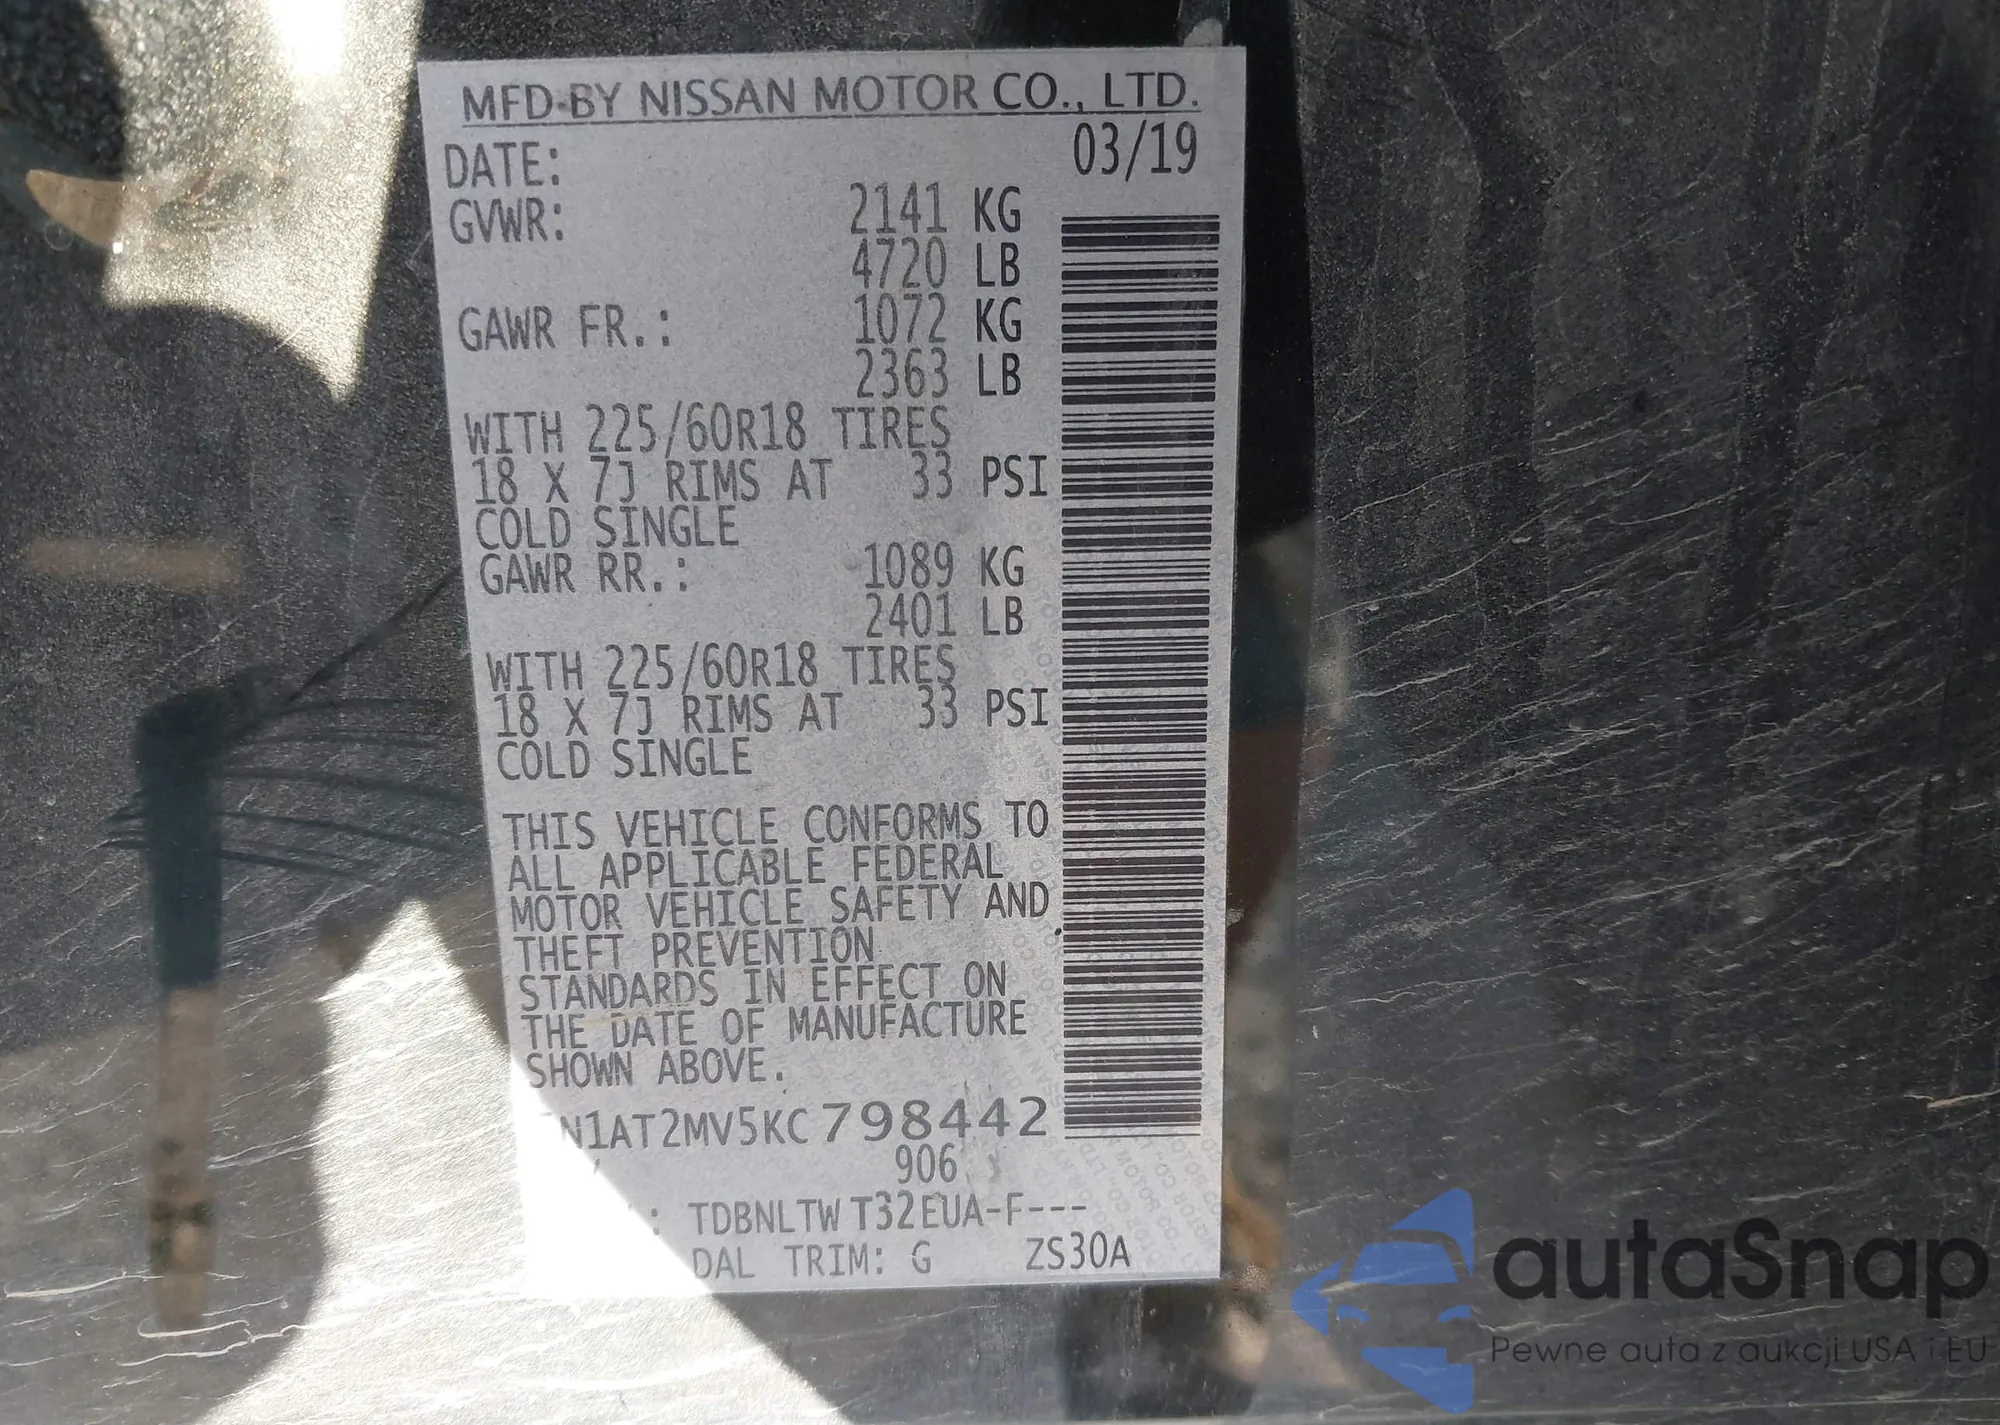 MFD·BY NISSAN MOTOR CO., LTD.
DATE: 03/19
GVWR: 2141 KG
4720 LB
GAWR FR.: 1072 KG
2363 LB
WITH 225/60R18 TIRES
18 X 7J RIMS AT 33 PSI
COLD SINGLE
GAWR RR.: 1089 KG
2401 LB
WITH 225/60R18 TIRES
18 X 7J RIMS AT 33 PSI
COLD SINGLE
THIS VEHICLE CONFORMS TO
ALL APPLICABLE FEDERAL
MOTOR VEHICLE SAFETY AND
THEFT PREVENTION
STANDARDS IN EFFECT ON
THE DATE OF MANUFACTURE
SHOWN ABOVE.
N1AT2MV5KC798442
906
: TDBNLTWT32EUA-F---
DAL TRIM: G ZS30A
autaSnap
Pewne auta z aukcji USA i EU